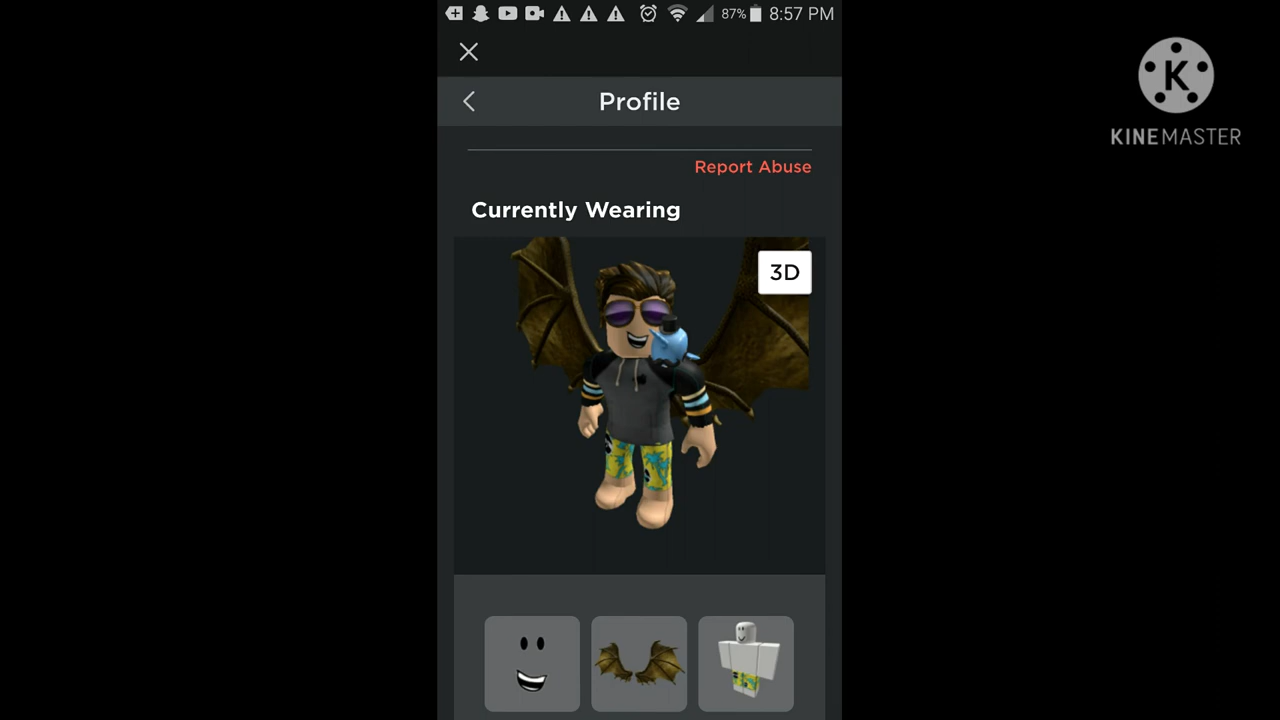 87% 8:57 PM
Profile
Report Abuse
Currently Wearing
3D
K
KINEMASTER